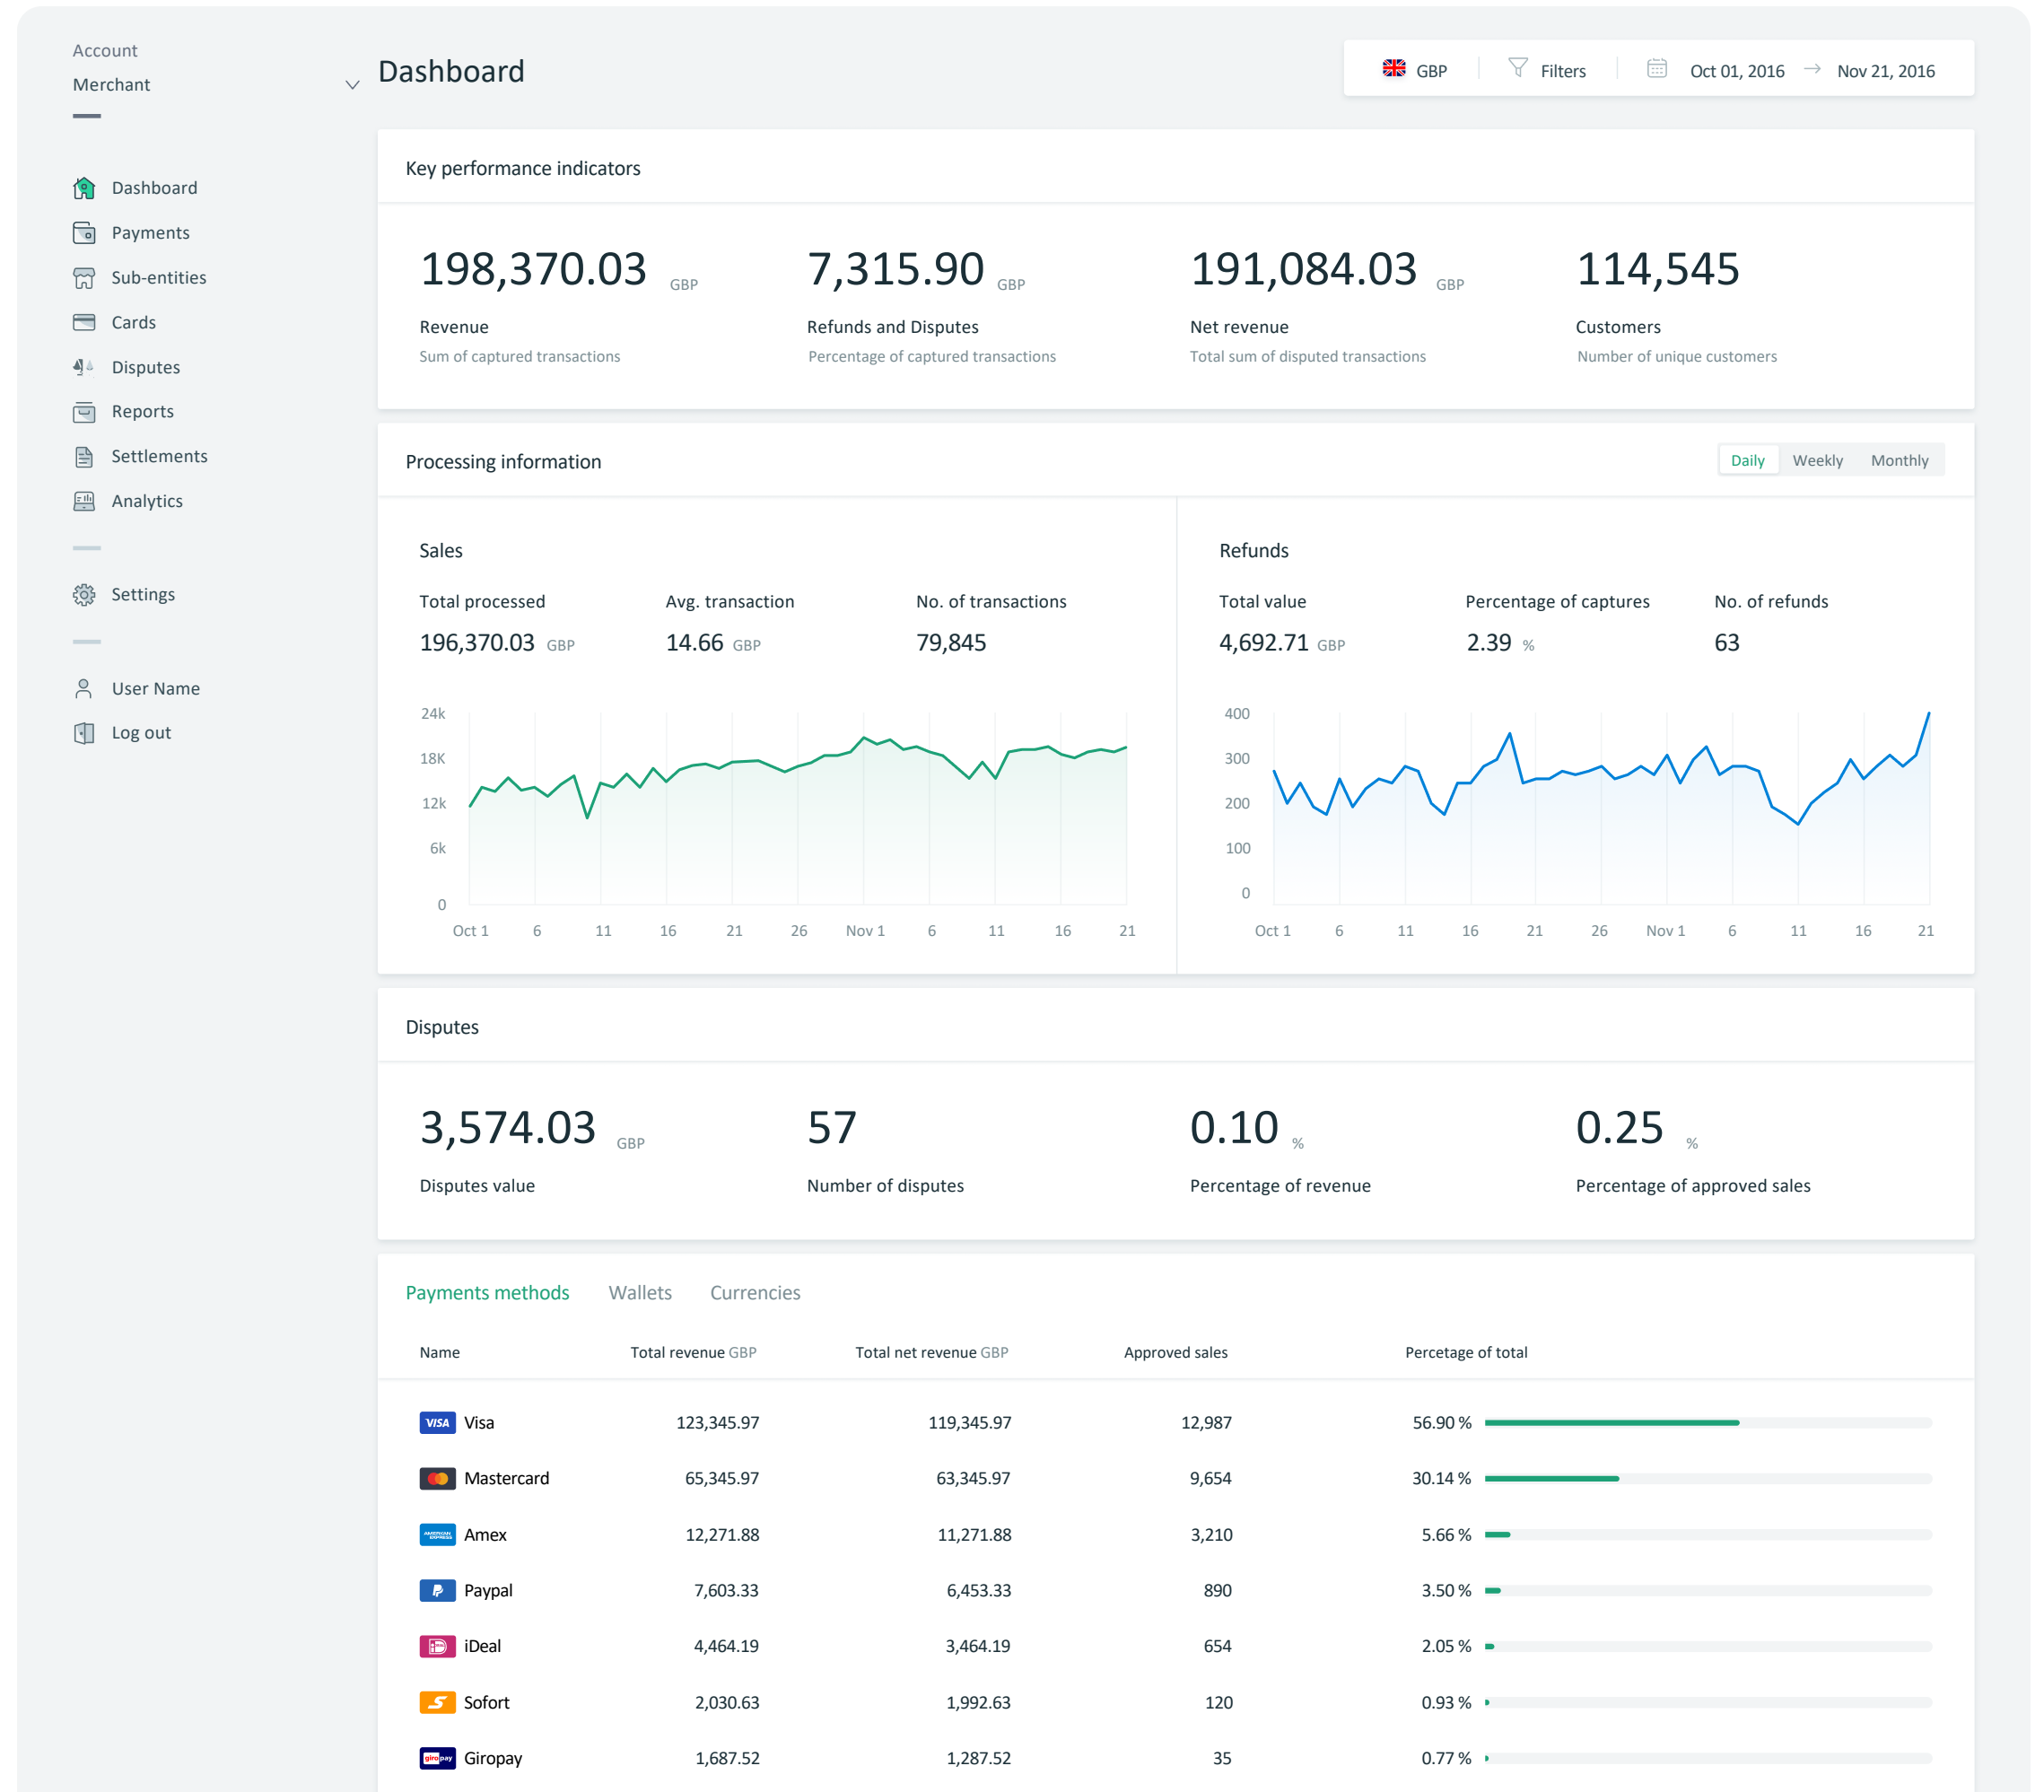 Account
Merchant
Dashboard
GBP
Filters
Oct 01, 2016 → Nov 21, 2016
Dashboard
Payments
Sub-entities
Cards
Disputes
Reports
Settlements
Analytics
Settings
User Name
Log out
Key performance indicators
198,370.03 GBP
Revenue
Sum of captured transactions
7,315.90 GBP
Refunds and Disputes
Percentage of captured transactions
191,084.03 GBP
Net revenue
Total sum of disputed transactions
114,545
Customers
Number of unique customers
Processing information
Daily Weekly Monthly
Sales
Total processed Avg. transaction No. of transactions
196,370.03 GBP 14.66 GBP 79,845
24k
18K
12k
6k
0
Oct 1 6 11 16 21 26 Nov 1 6 11 16 21
Refunds
Total value Percentage of captures No. of refunds
4,692.71 GBP 2.39 % 63
400
300
200
100
0
Oct 1 6 11 16 21 26 Nov 1 6 11 16 21
Disputes
3,574.03 GBP
Disputes value
57
Number of disputes
0.10 %
Percentage of revenue
0.25 %
Percentage of approved sales
Payments methods Wallets Currencies
Name Total revenue GBP Total net revenue GBP Approved sales Percetage of total
VISA Visa 123,345.97 119,345.97 12,987 56.90 %
Mastercard 65,345.97 63,345.97 9,654 30.14 %
AMERICAN EXPRESS Amex 12,271.88 11,271.88 3,210 5.66 %
Paypal 7,603.33 6,453.33 890 3.50 %
iDeal 4,464.19 3,464.19 654 2.05 %
Sofort 2,030.63 1,992.63 120 0.93 %
giropay Giropay 1,687.52 1,287.52 35 0.77 %